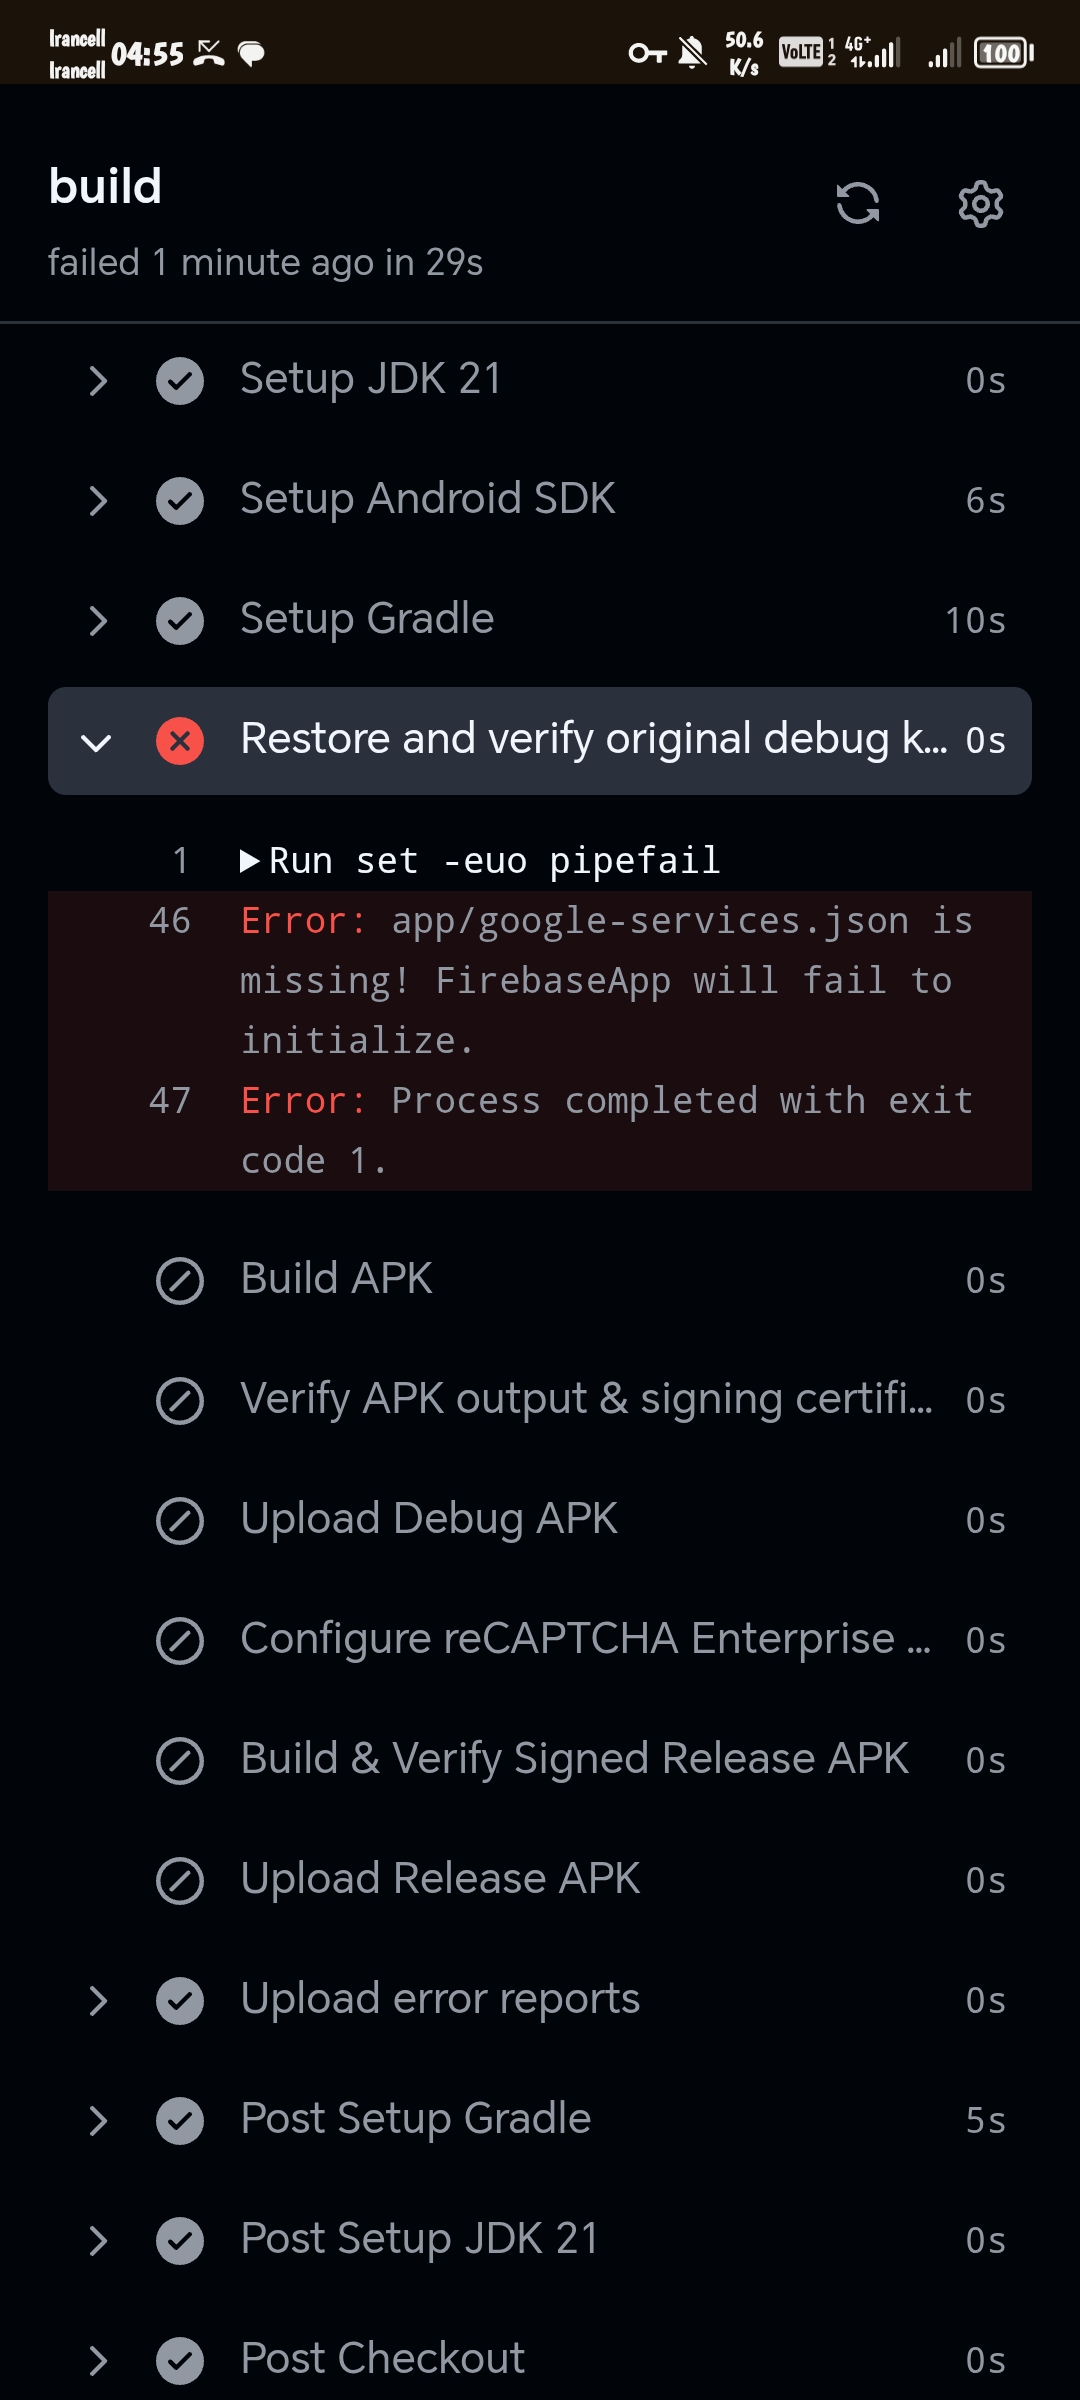 Irancell
Irancell
04:55
50.6
K/s
VoLTE
1
2
4G+
100
build
failed 1 minute ago in 29s
Setup JDK 21 0s
Setup Android SDK 6s
Setup Gradle 10s
Restore and verify original debug k... 0s
1 Run set -euo pipefail
46 Error: app/google-services.json is
missing! FirebaseApp will fail to
initialize.
47 Error: Process completed with exit
code 1.
Build APK 0s
Verify APK output & signing certifi... 0s
Upload Debug APK 0s
Configure reCAPTCHA Enterprise ... 0s
Build & Verify Signed Release APK 0s
Upload Release APK 0s
Upload error reports 0s
Post Setup Gradle 5s
Post Setup JDK 21 0s
Post Checkout 0s